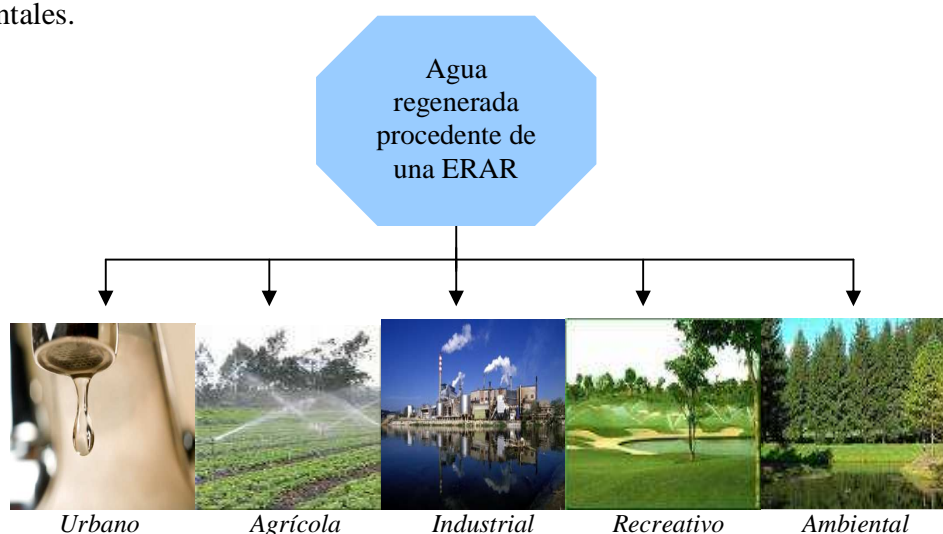 ntales.
Agua
regenerada
procedente de
una ERAR
Urbano Agrícola Industrial Recreativo Ambiental